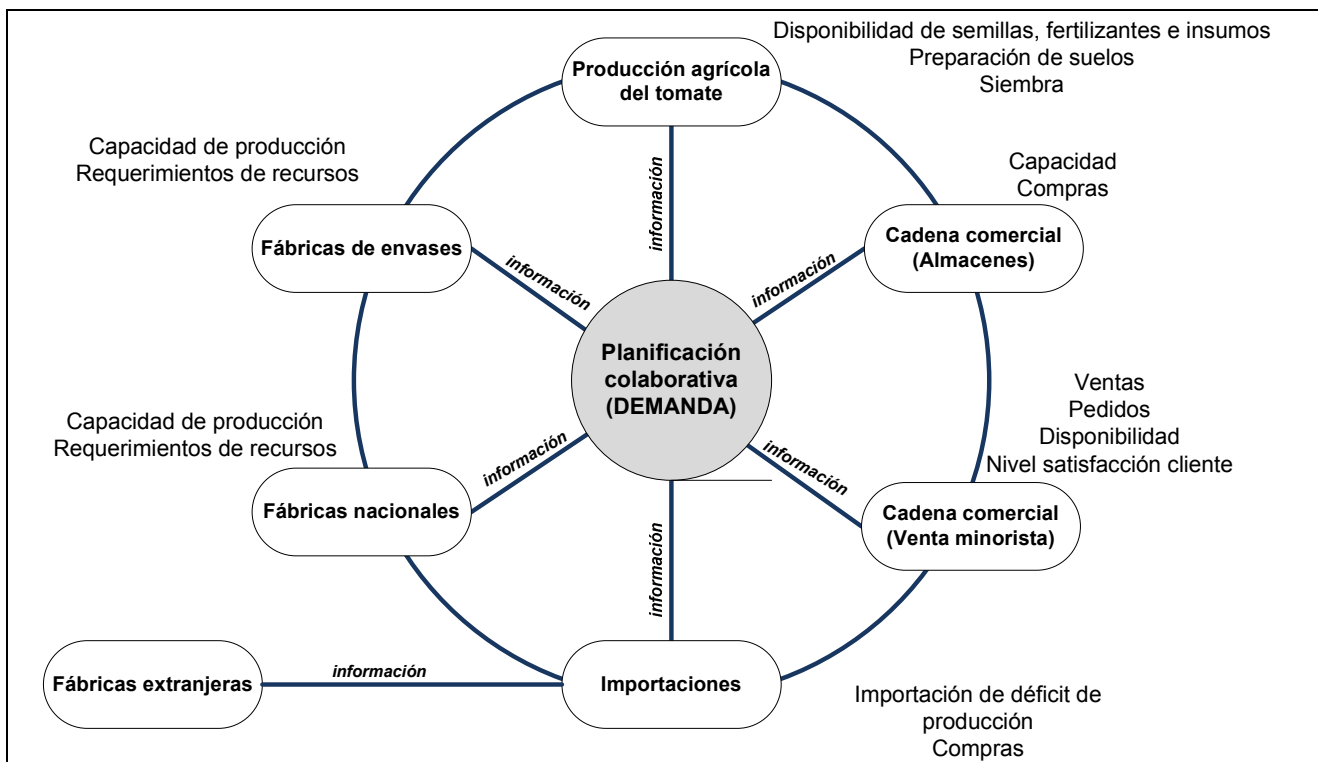 Disponibilidad de semillas, fertilizantes e insumos
Preparación de suelos
Siembra
Producción agrícola
del tomate
Capacidad de producción
Requerimientos de recursos
Capacidad
Compras
información
Fábricas de envases
Cadena comercial
(Almacenes)
información
información
Planificación
colaborativa
(DEMANDA)
Ventas
Pedidos
Disponibilidad
Nivel satisfacción cliente
Capacidad de producción
Requerimientos de recursos
información
información
Fábricas nacionales
Cadena comercial
(Venta minorista)
información
información
Fábricas extranjeras
Importaciones
Importación de déficit de
producción
Compras